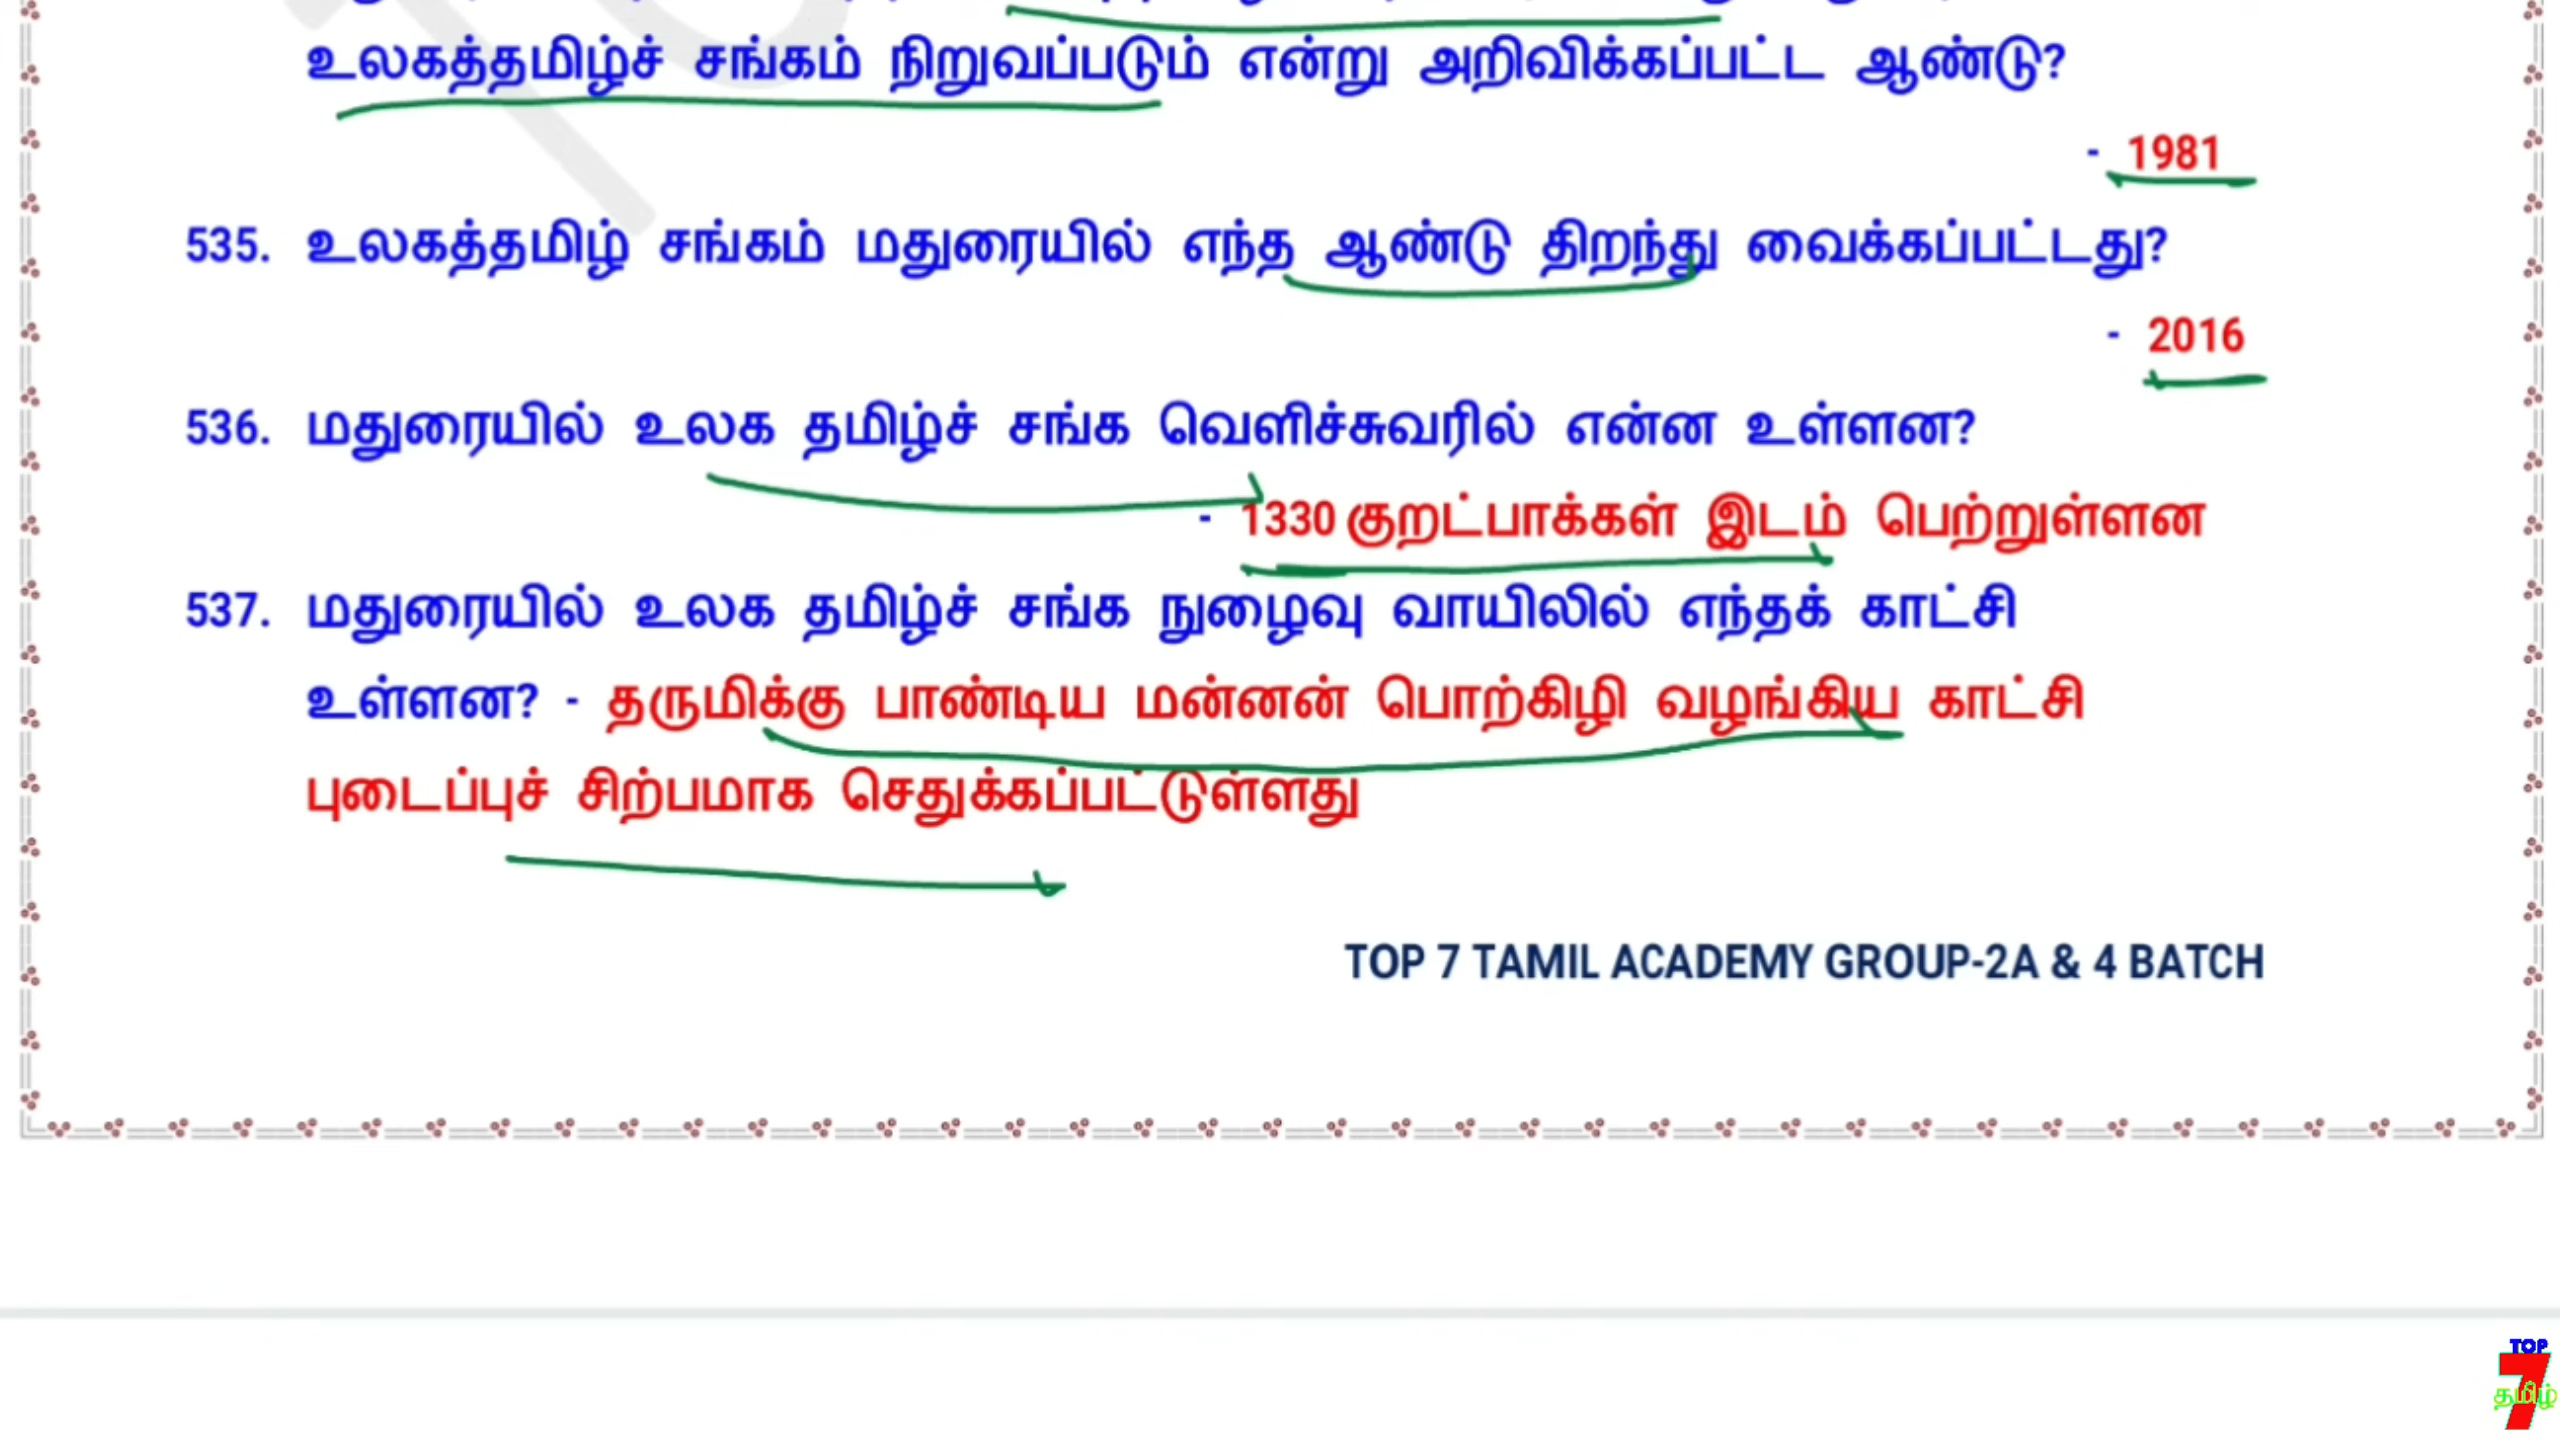 உலகத்தமிழ்ச் சங்கம் நிறுவப்படும் என்று அறிவிக்கப்பட்ட ஆண்டு?
- 1981
535. உலகத்தமிழ் சங்கம் மதுரையில் எந்த ஆண்டு திறந்து வைக்கப்பட்டது?
- 2016
536. மதுரையில் உலக தமிழ்ச் சங்க வெளிச்சுவரில் என்ன உள்ளன?
- 1330 குறட்பாக்கள் இடம் பெற்றுள்ளன
537. மதுரையில் உலக தமிழ்ச் சங்க நுழைவு வாயிலில் எந்தக் காட்சி
உள்ளன? - தருமிக்கு பாண்டிய மன்னன் பொற்கிழி வழங்கிய காட்சி
புடைப்புச் சிற்பமாக செதுக்கப்பட்டுள்ளது
TOP 7 TAMIL ACADEMY GROUP-2A & 4 BATCH
TOP
7
தமிழ்